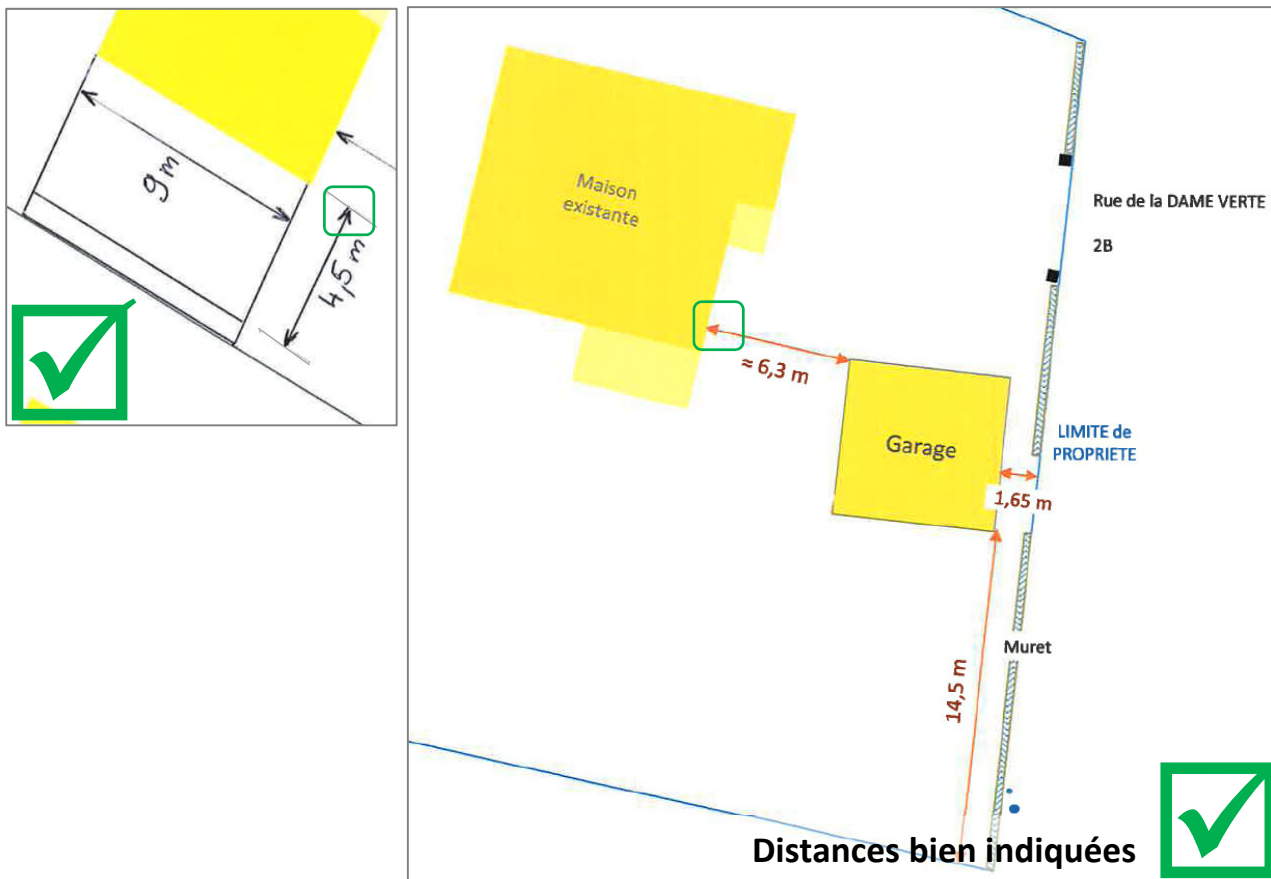 9 m
4,5 m
Maison
existante
Rue de la DAME VERTE
2B
≈ 6,3 m
Garage
LIMITE de
PROPRIETE
1,65 m
Muret
14,5 m
Distances bien indiquées